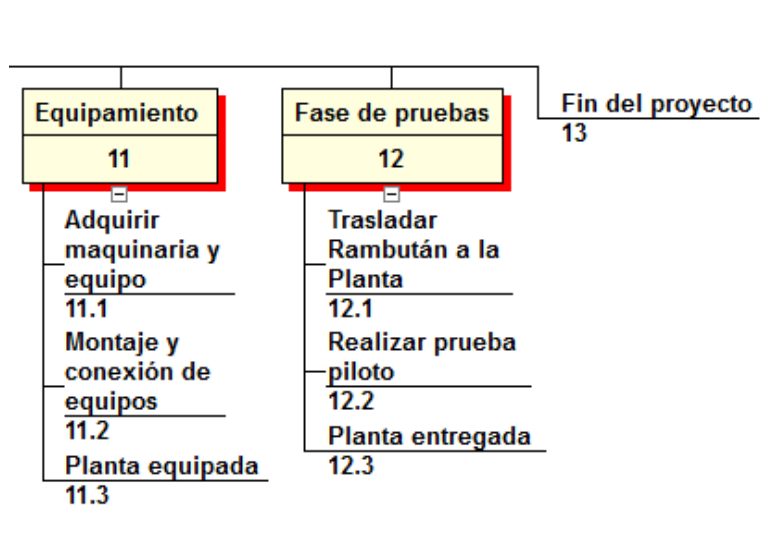 Equipamiento
11
Adquirir
maquinaria y
equipo
11.1
Montaje y
conexión de
equipos
11.2
Planta equipada
11.3
Fase de pruebas
12
Trasladar
Rambután a la
Planta
12.1
Realizar prueba
piloto
12.2
Planta entregada
12.3
Fin del proyecto
13